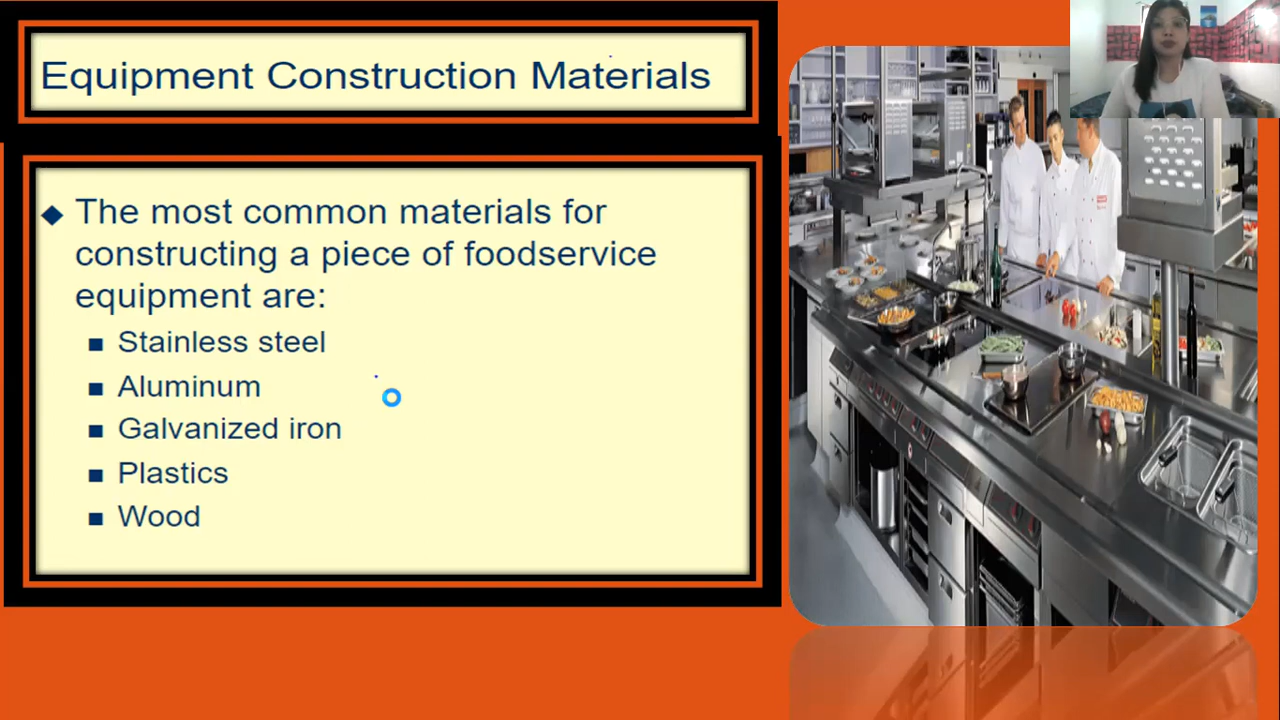 Equipment Construction Materials
The most common materials for
constructing a piece of foodservice
equipment are:
Stainless steel
Aluminum
Galvanized iron
Plastics
Wood